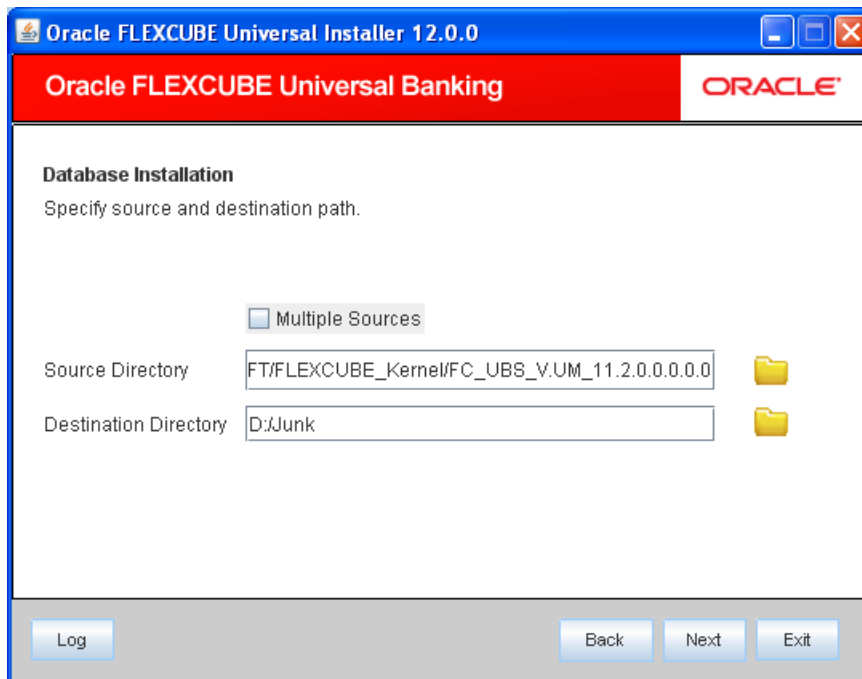 Oracle FLEXCUBE Universal Installer 12.0.0
Oracle FLEXCUBE Universal Banking
ORACLE
Database Installation
Specify source and destination path.
Multiple Sources
Source Directory FT/FLEXCUBE_Kernel/FC_UBS_V.UM_11.2.0.0.0.0.0
Destination Directory D:/Junk
Log Back Next Exit